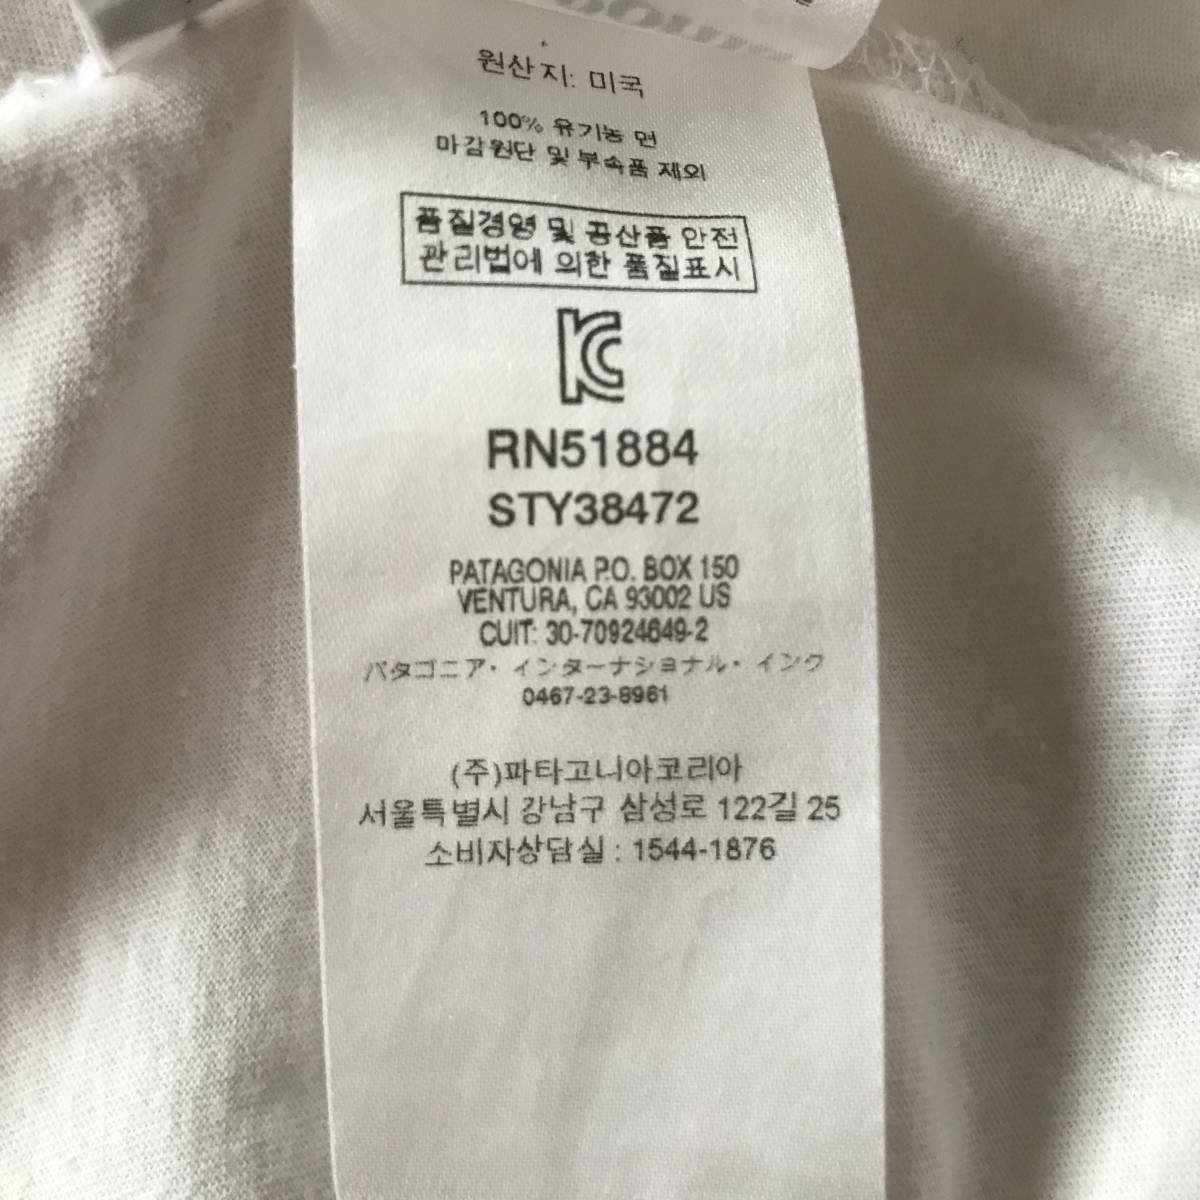 원산지: 미국
100% 유기농 면
마감원단 및 부속품 제외
품질경영 및 공산품 안전
관리법에 의한 품질표시
RN51884
STY38472
PATAGONIA P.O. BOX 150
VENTURA, CA 93002 US
CUIT: 30-70924649-2
パタゴニア・インターナショナル・インク
0467-23-8961
(주)파타고니아코리아
서울특별시 강남구 삼성로 122길 25
소비자상담실 : 1544-1876